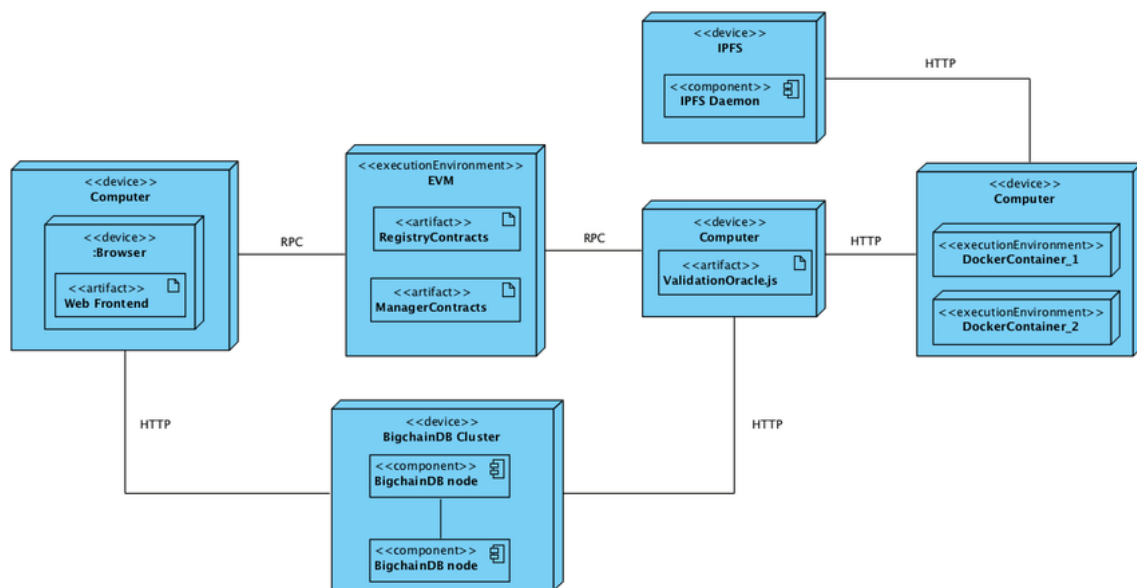 <<device>>
IPFS
<<component>>
IPFS Daemon
HTTP
<<device>>
Computer
<<device>>
:Browser
<<artifact>>
Web Frontend
RPC
<<executionEnvironment>>
EVM
<<artifact>>
RegistryContracts
<<artifact>>
ManagerContracts
RPC
<<device>>
Computer
<<artifact>>
ValidationOracle.js
HTTP
<<device>>
Computer
<<executionEnvironment>>
DockerContainer_1
<<executionEnvironment>>
DockerContainer_2
HTTP
<<device>>
BigchainDB Cluster
<<component>>
BigchainDB node
<<component>>
BigchainDB node
HTTP